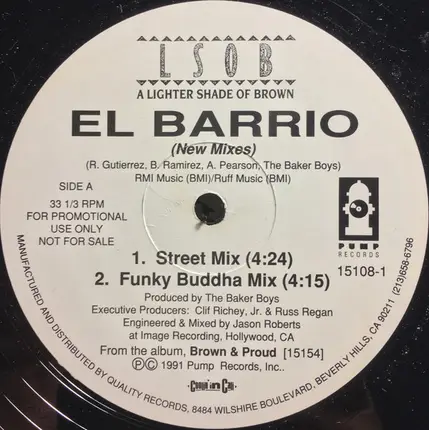 LSOB
A LIGHTER SHADE OF BROWN
EL BARRIO
(New Mixes)
(R. Gutierrez, B. Ramirez, A. Pearson, The Baker Boys)
RMI Music (BMI)/Ruff Music (BMI)
SIDE A
33 1/3 RPM
FOR PROMOTIONAL
USE ONLY
NOT FOR SALE
PUMP
RECORDS
15108-1
1. Street Mix (4:24)
2. Funky Buddha Mix (4:15)
Produced by The Baker Boys
Executive Producers: Clif Richey, Jr. & Russ Regan
Engineered & Mixed by Jason Roberts
at Image Recording, Hollywood, CA
From the album, Brown & Proud [15154]
Ⓟ© 1991 Pump Records, Inc..
MANUFACTURED AND DISTRIBUTED BY QUALITY RECORDS, 8484 WILSHIRE BOULEVARD, BEVERLY HILLS, CA 90211 (213)658-6796